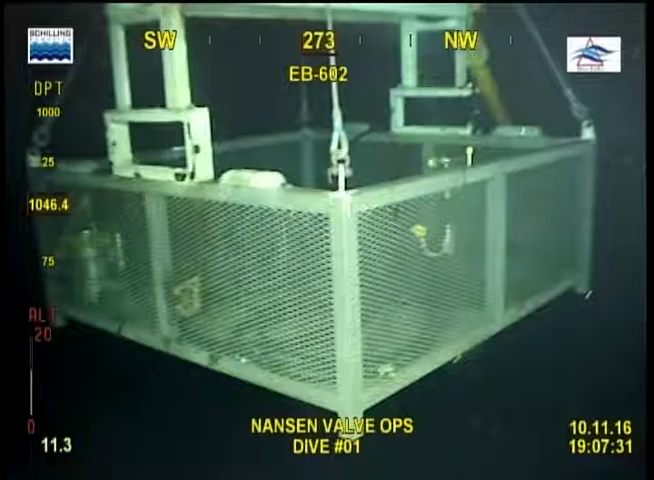 SCHILLING
SW 273 NW
EB-602
DPT
1000
25
1046.4
75
ALT
20
0
11.3
NANSEN VALVE OPS
DIVE #01
10.11.16
19:07:31